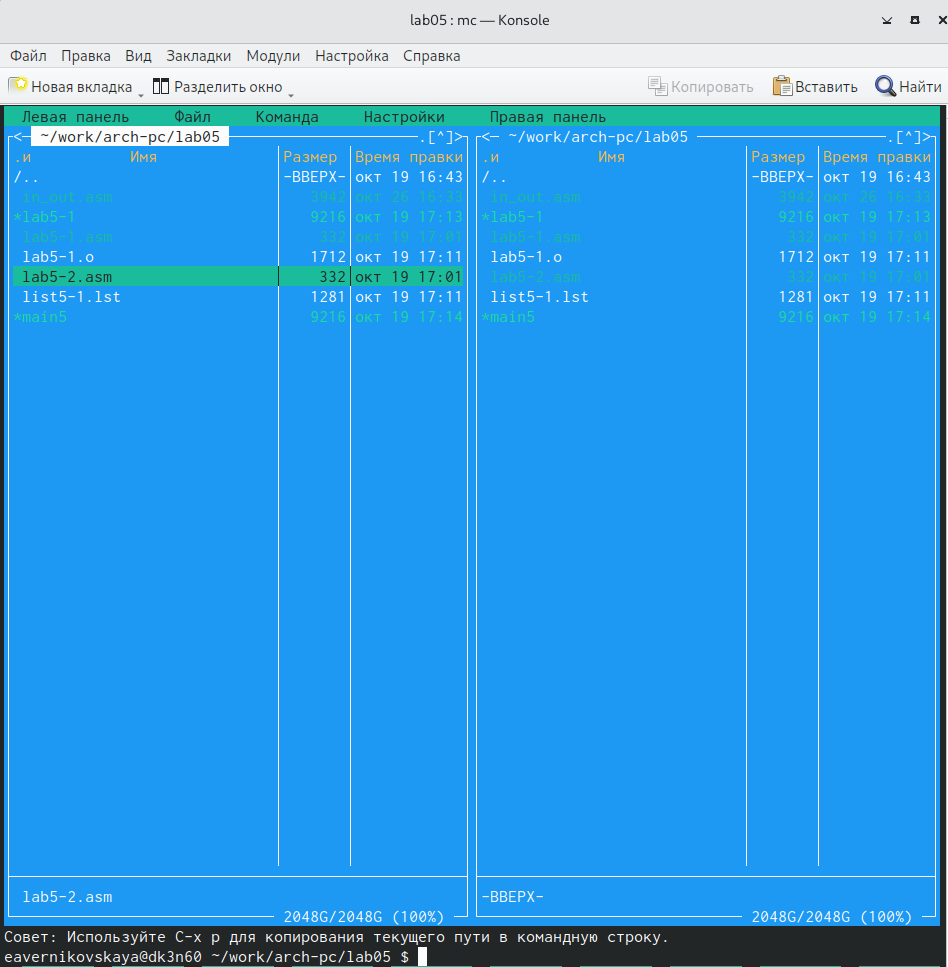 lab05 : mc — Konsole
Файл Правка Вид Закладки Модули Настройка Справка
Новая вкладка Разделить окно Копировать Вставить Найти
Левая панель Файл Команда Настройки Правая панель
<— ~/work/arch-pc/lab05 .[^]> <— ~/work/arch-pc/lab05 .[^]>
.и Имя Размер Время правки .и Имя Размер Время правки
/.. -ВВЕРХ- окт 19 16:43 /.. -ВВЕРХ- окт 19 16:43
in_out.asm 3942 окт 26 16:33 in_out.asm 3942 окт 26 16:33
*lab5-1 9216 окт 19 17:13 *lab5-1 9216 окт 19 17:13
lab5-1.asm 332 окт 19 17:01 lab5-1.asm 332 окт 19 17:01
lab5-1.o 1712 окт 19 17:11 lab5-1.o 1712 окт 19 17:11
lab5-2.asm 332 окт 19 17:01 lab5-2.asm 332 окт 19 17:01
list5-1.lst 1281 окт 19 17:11 list5-1.lst 1281 окт 19 17:11
*main5 9216 окт 19 17:14 *main5 9216 окт 19 17:14
lab5-2.asm -ВВЕРХ-
2048G/2048G (100%) 2048G/2048G (100%)
Совет: Используйте C-x p для копирования текущего пути в командную строку.
eavernikovskaya@dk3n60 ~/work/arch-pc/lab05 $